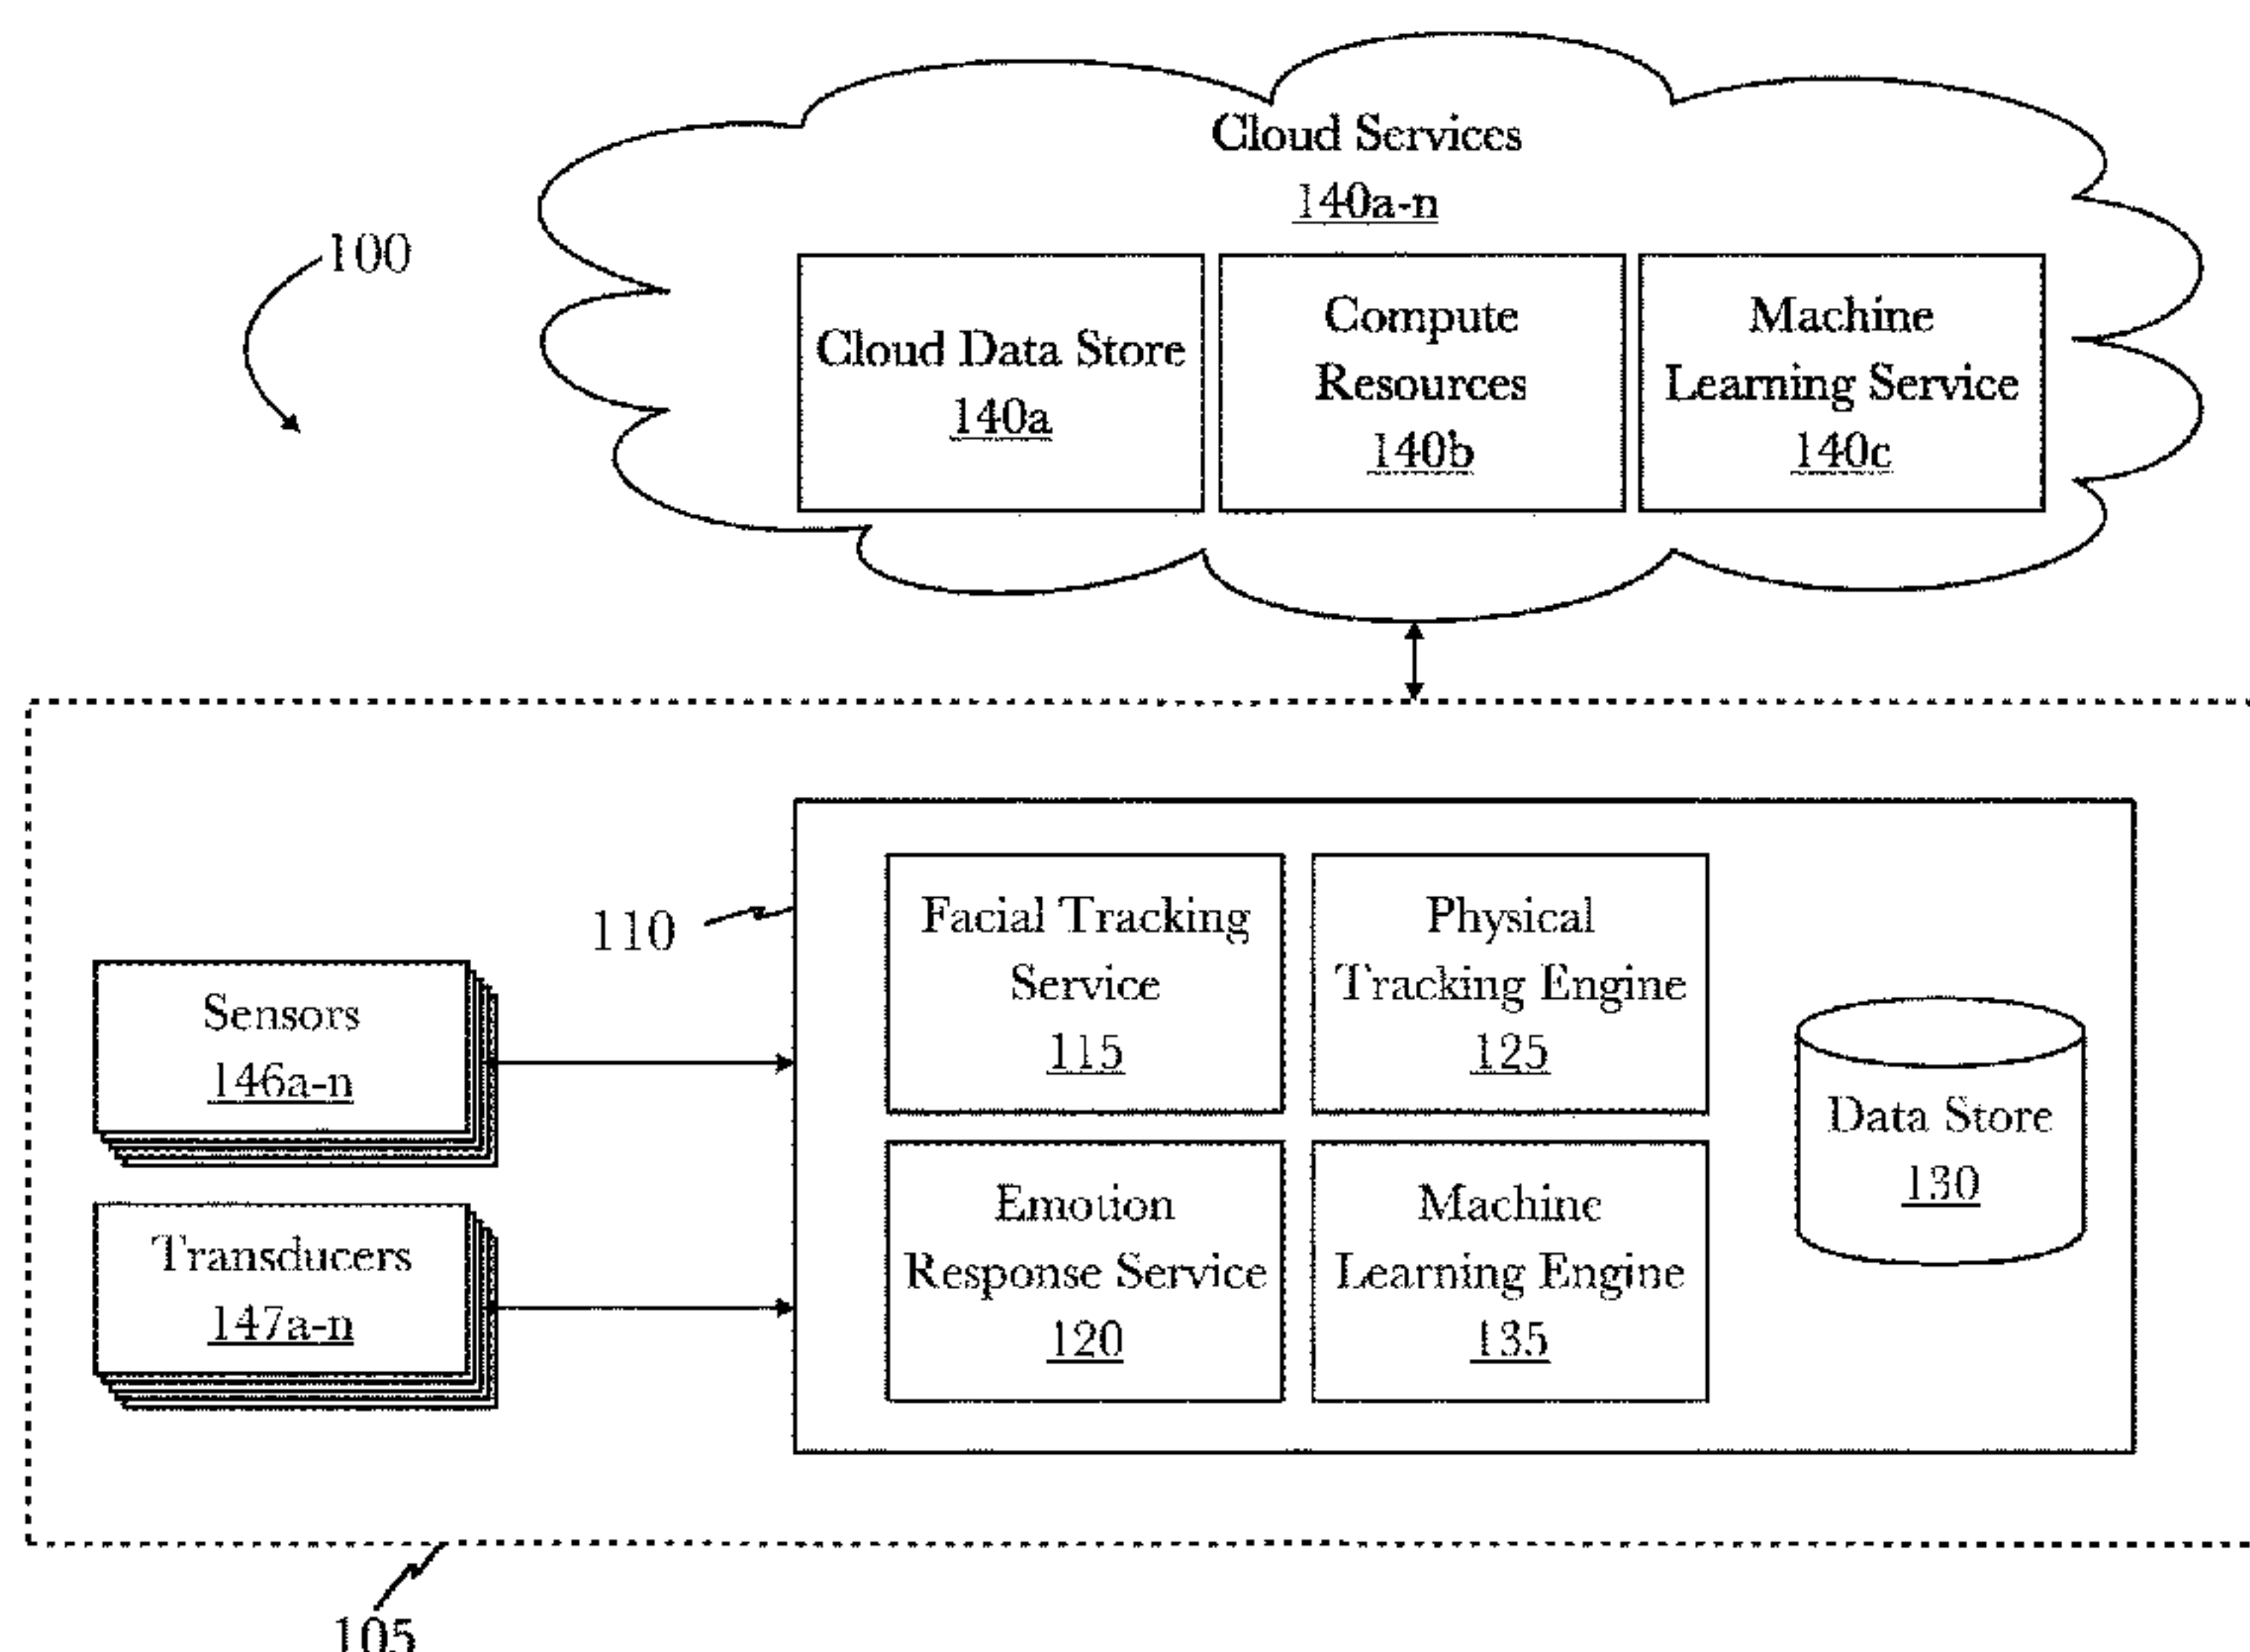 Cloud Services
140a-n
100
Cloud Data Store
140a
Compute
Resources
140b
Machine
Learning Service
140c
110
Facial Tracking
Service
115
Physical
Tracking Engine
125
Sensors
146a-n
Data Store
130
Transducers
147a-n
Emotion
Response Service
120
Machine
Learning Engine
135
105